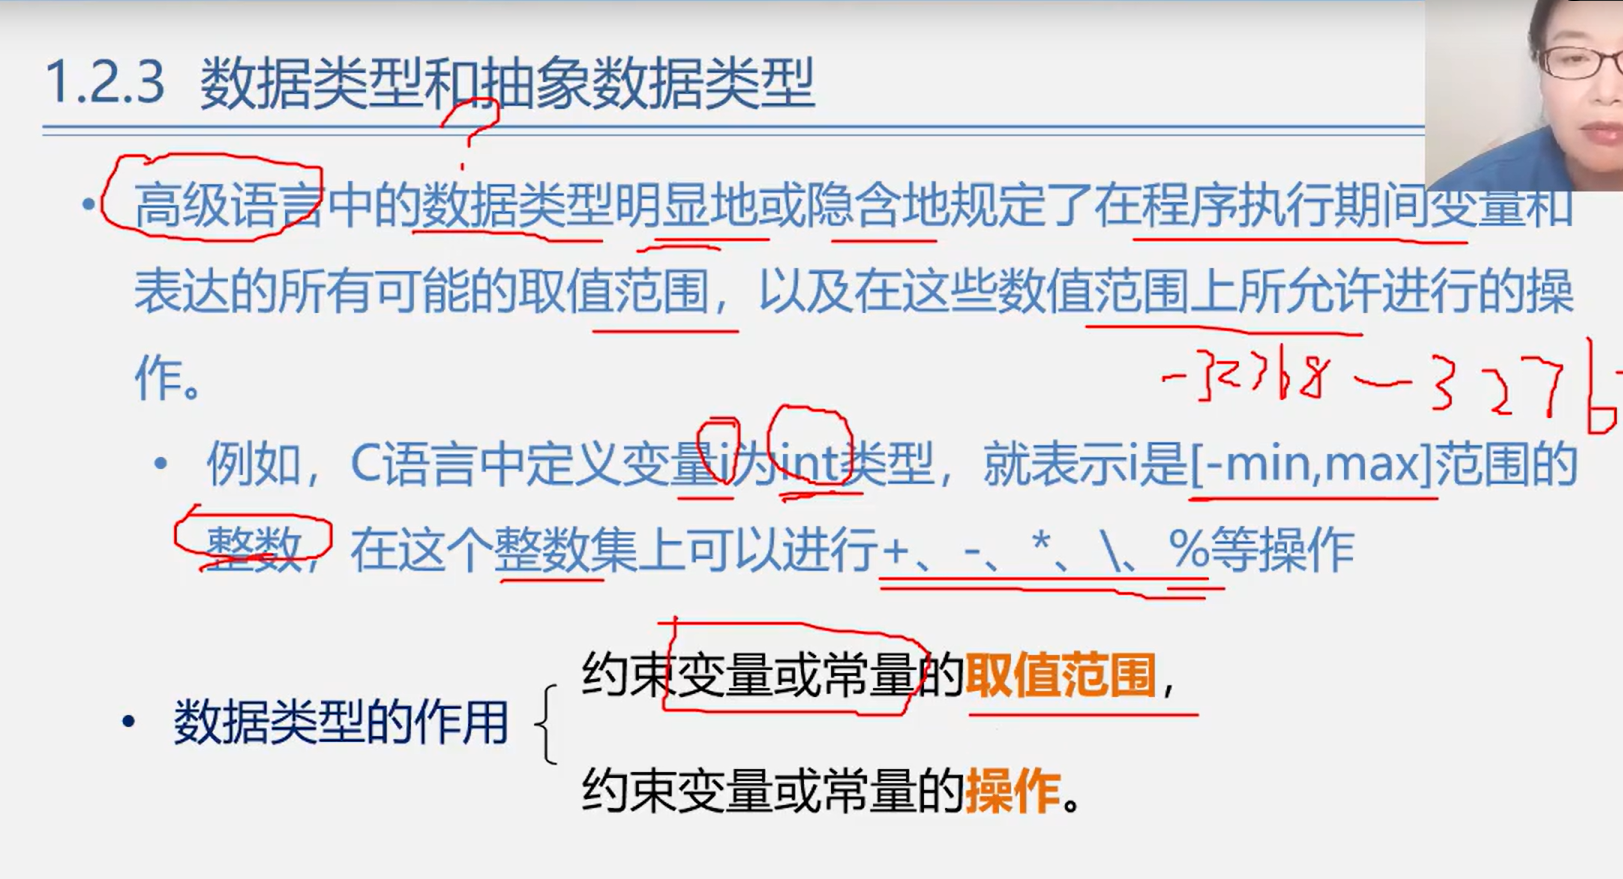 1.2.3 数据类型和抽象数据类型
?
• 高级语言中的数据类型明显地或隐含地规定了在程序执行期间变量和
表达的所有可能的取值范围，以及在这些数值范围上所允许进行的操
作。
-32768 — 3276
• 例如，C语言中定义变量i为int类型，就表示i是[-min,max]范围的
整数，在这个整数集上可以进行+、-、*、\、%等操作
• 数据类型的作用
约束变量或常量的取值范围，
约束变量或常量的操作。